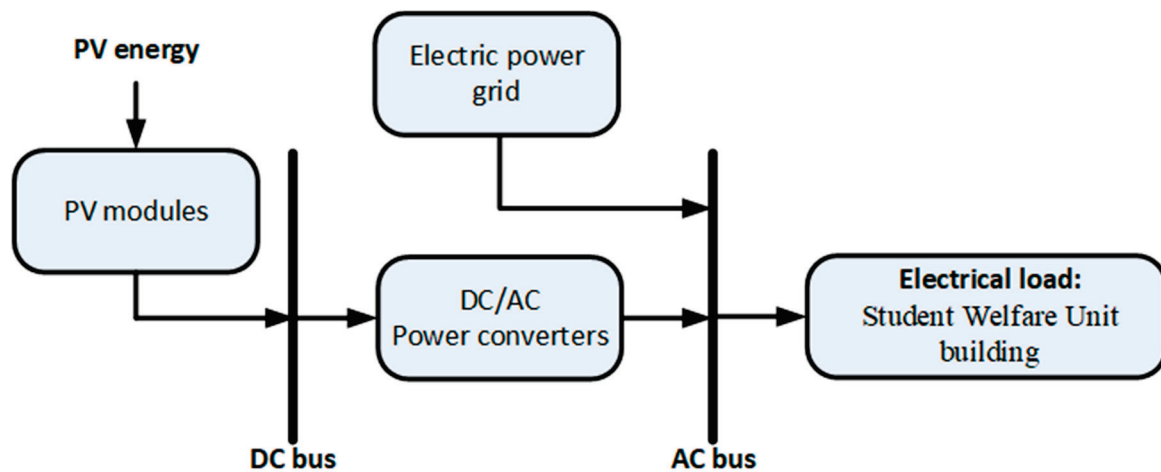 PV energy
Electric power
grid
PV modules
DC/AC
Power converters
Electrical load:
Student Welfare Unit
building
DC bus
AC bus